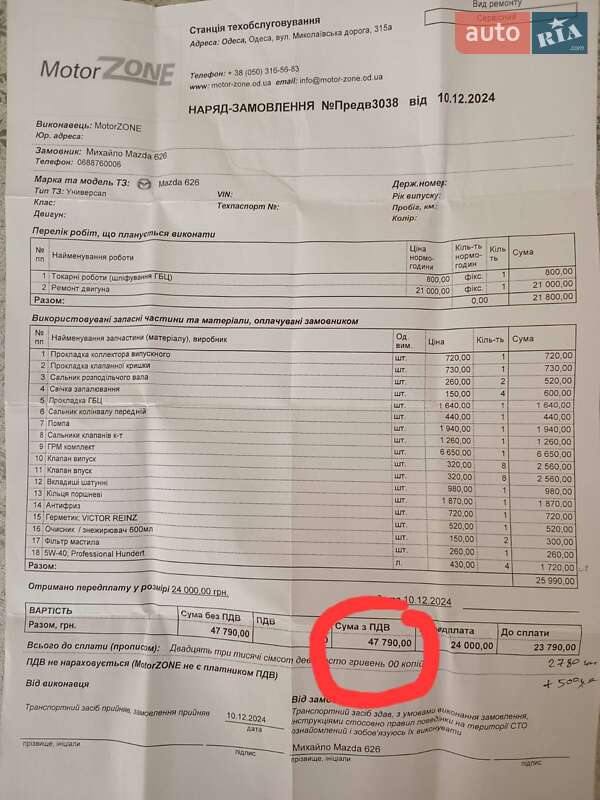 Вид ремонту
Сервісний
auto RIA .com
MotorZONE
Станція техобслуговування
Адреса: Одеса, Одеса, вул. Миколаївська дорога, 315а
Телефон: + 38 (050) 316-56-83
www: motor-zone.od.ua email: info@motor-zone.od.ua
НАРЯД-ЗАМОВЛЕННЯ №Предв3038 від 10.12.2024
Виконавець: MotorZONE
Юр. адреса:
Замовник: Михайло Mazda 626
Телефон: 0688760006
Марка та модель ТЗ: Mazda 626 Держ.номер:
Тип ТЗ: Универсал VIN: Рік випуску:
Клас: Техпаспорт №: Пробіг, км:
Двигун: Колір:
Перелік робіт, що планується виконати
№ пп Найменування роботи Ціна нормо-години Кіль-ть нормо-годин Кіль ть Сума
1 Токарні роботи (шліфування ГБЦ) 800,00 фікс. 1 800,00
2 Ремонт двигуна 21 000,00 фікс. 1 21 000,00
Разом: 0,00 21 800,00
Використовувані запасні частини та матеріали, оплачувані замовником
№ пп Найменування запчастини (матеріалу), виробник Од. вим. Ціна Кіль-ть Сума
1 Прокладка коллектора випускного шт. 720,00 1 720,00
2 Прокладка клапанної кришки шт. 730,00 1 730,00
3 Сальник розподільчого вала шт. 260,00 2 520,00
4 Свічка запалювання шт. 150,00 4 600,00
5 Прокладка ГБЦ шт. 1 640,00 1 1 640,00
6 Сальник колінвалу передній шт. 440,00 1 440,00
7 Помпа шт. 1 940,00 1 1 940,00
8 Сальники клапанів к-т шт. 1 260,00 1 1 260,00
9 ГРМ комплект шт. 6 650,00 1 6 650,00
10 Клапан випуск шт. 320,00 8 2 560,00
11 Клапан впуск шт. 320,00 8 2 560,00
12 Вкладиші шатунні шт. 980,00 1 980,00
13 Кільця поршневі шт. 1 870,00 1 1 870,00
14 Антифриз шт. 720,00 1 720,00
15 Герметик: VICTOR REINZ шт. 520,00 1 520,00
16 Очисник / знежирювач 600мл шт. 150,00 2 300,00
17 Фільтр мастила шт. 260,00 1 260,00
18 5W-40, Professional Hundert л. 430,00 4 1 720,00
Разом: 25 990,00
Отримано передплату у розмірі 24 000,00 грн. 10.12.2024
ВАРТІСТЬ Сума без ПДВ ПДВ Сума з ПДВ До сплати
Разом, грн. 47 790,00 47 790,00 24 000,00 23 790,00
Всього до сплати (прописом): Двадцять три тисячі сімсот гривень 00 копій
2780
ПДВ не нараховується (MotorZONE не є платником ПДВ)
+ 500
Від виконавця
Транспортний засіб прийняв, замовлення прийняв 10.12.2024
дата
прізвище, ініціали підпис
Від
Транспортний засіб здав, з умовами виконання замовлення,
інструкціями стосовно правил поведінки на території СТО
ознайомлений і зобов'язуюсь їх виконувати
Михайло Mazda 626
прізвище, ініціали підпис